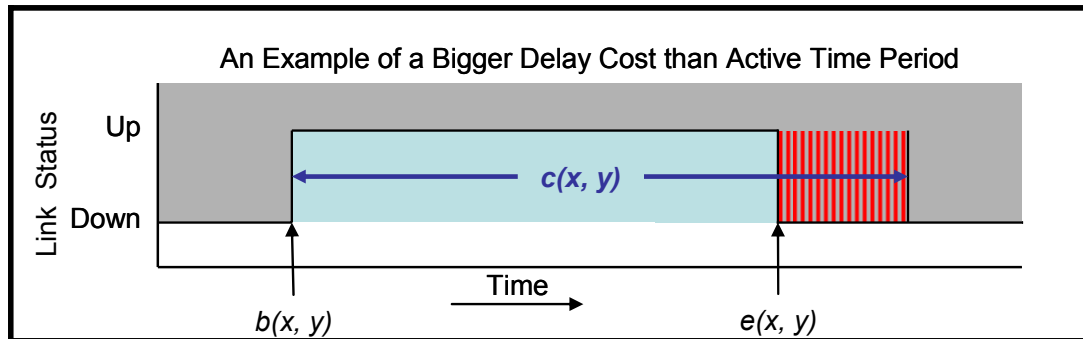 An Example of a Bigger Delay Cost than Active Time Period
Link Status
Up
c(x, y)
Down
Time
b(x, y)
e(x, y)